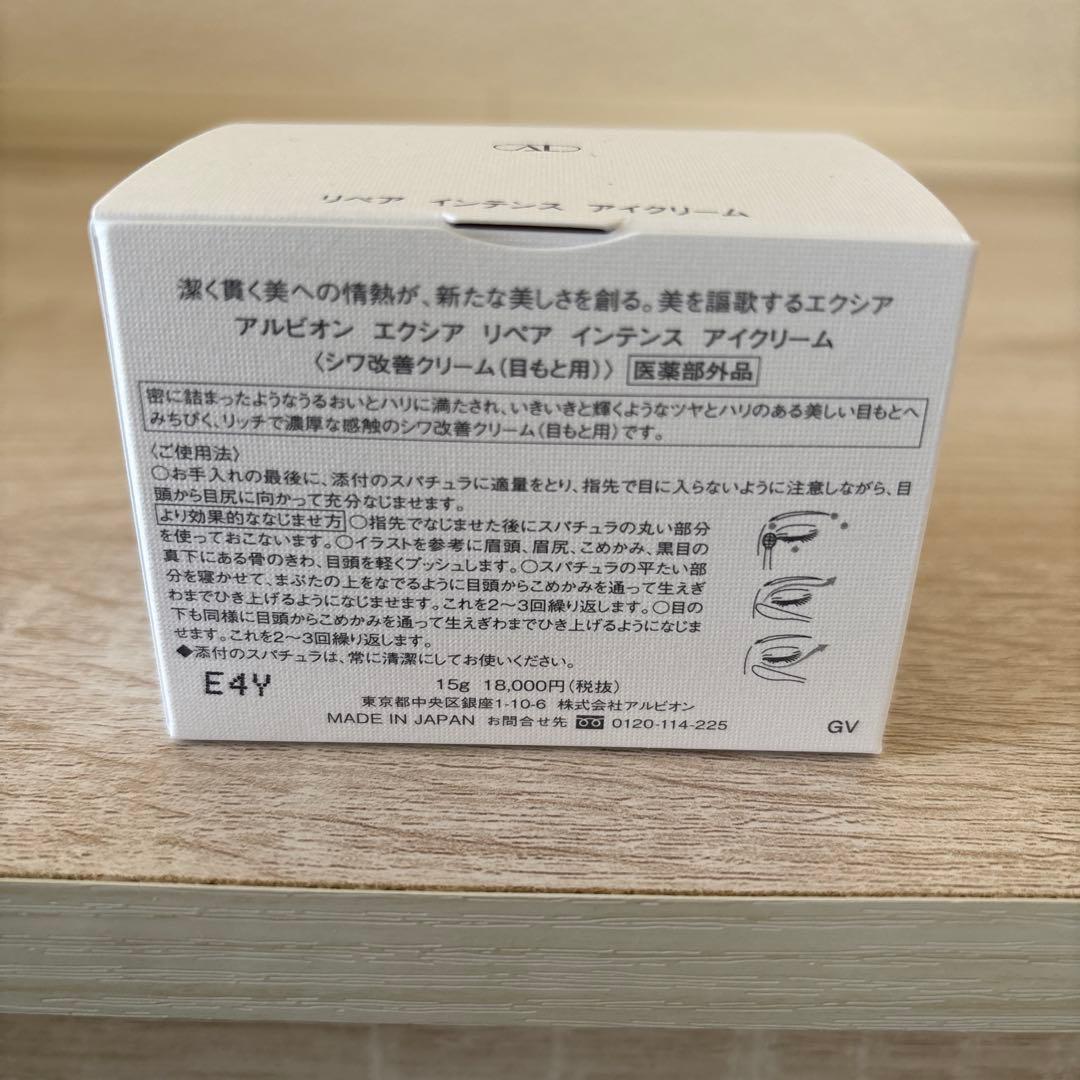 AL
リペア インテンス アイクリーム
潔く貫く美への情熱が、新たな美しさを創る。美を謳歌するエクシア
アルビオン エクシア リペア インテンス アイクリーム
〈シワ改善クリーム(目もと用)〉 医薬部外品
密に詰まったようなうるおいとハリに満たされ、いきいきと輝くようなツヤとハリのある美しい目もとへ
みちびく、リッチで濃厚な感触のシワ改善クリーム(目もと用)です。
〈ご使用法〉
○お手入れの最後に、添付のスパチュラに適量をとり、指先で目に入らないように注意しながら、目
頭から目尻に向かって充分なじませます。
より効果的ななじませ方 ○指先でなじませた後にスパチュラの丸い部分
を使っておこないます。○イラストを参考に眉頭、眉尻、こめかみ、黒目の
真下にある骨のきわ、目頭を軽くプッシュします。○スパチュラの平たい部
分を寝かせて、まぶたの上をなでるように目頭からこめかみを通って生えぎ
わまでひき上げるようになじませます。これを2〜3回繰り返します。○目の
下も同様に目頭からこめかみを通って生えぎわまでひき上げるようになじま
せます。これを2〜3回繰り返します。
◆添付のスパチュラは、常に清潔にしてお使いください。
E4Y
15g 18,000円(税抜)
東京都中央区銀座1-10-6 株式会社アルビオン
MADE IN JAPAN お問合せ先 0120-114-225
GV